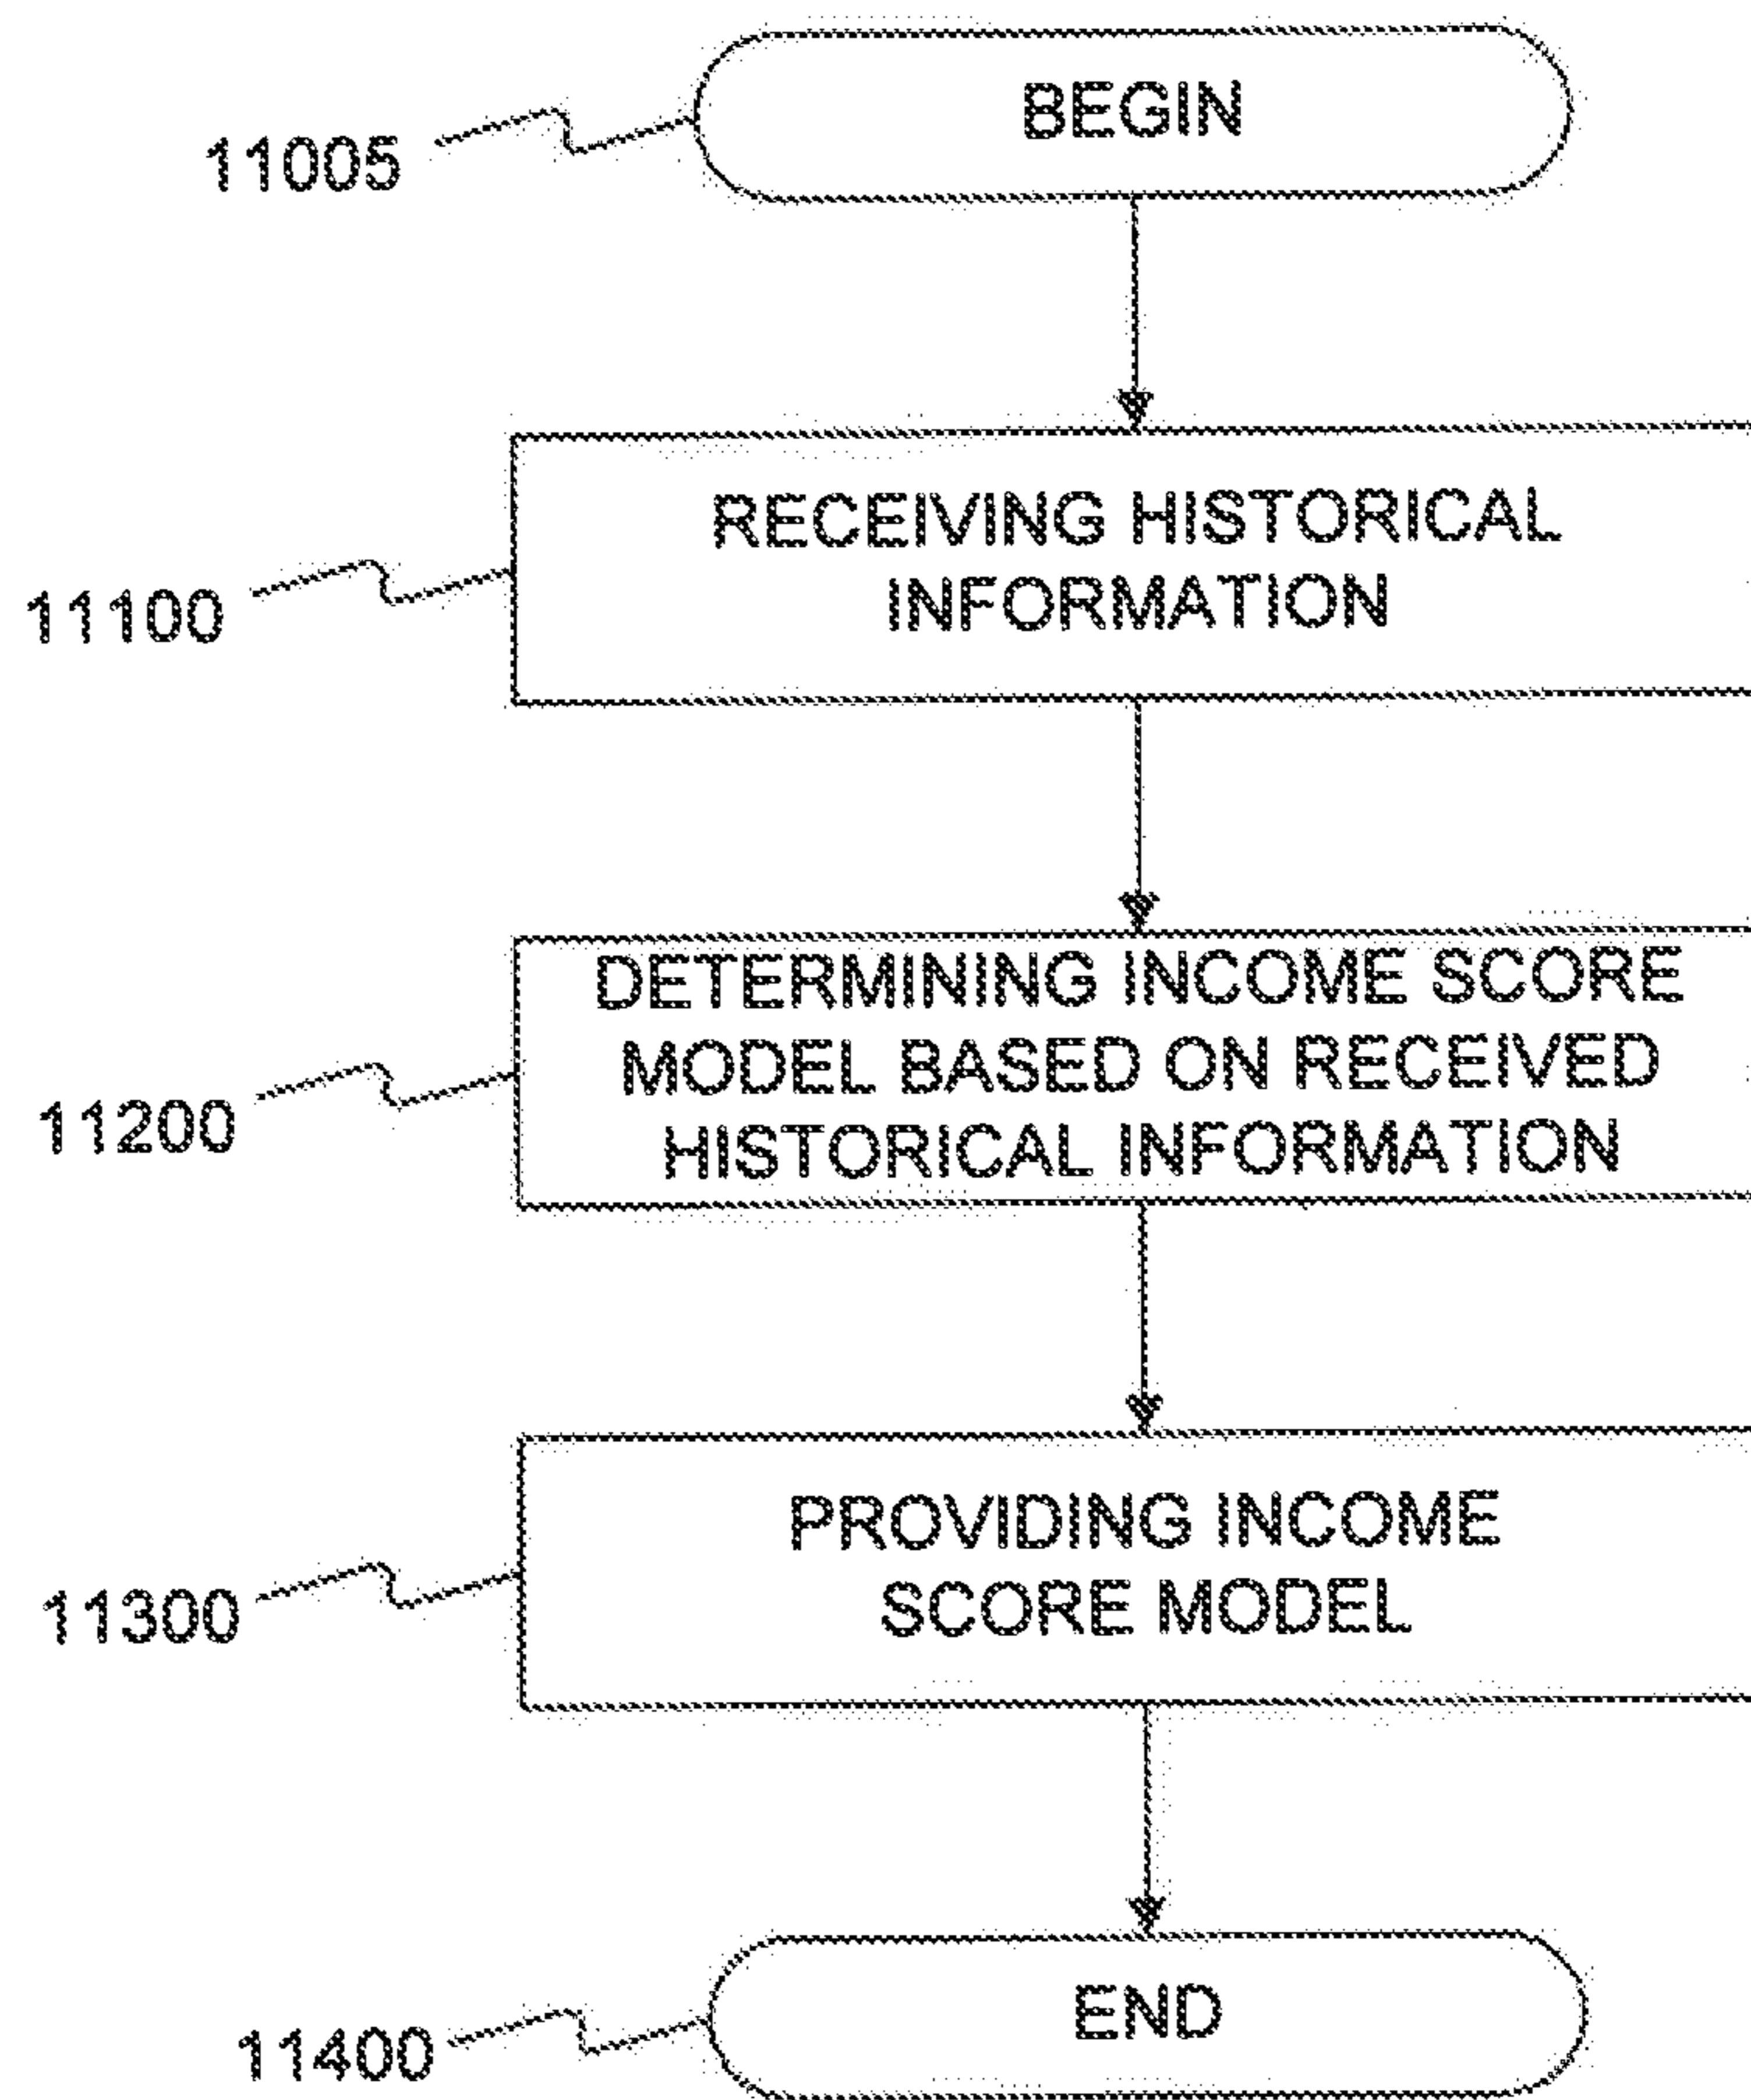 BEGIN
11005
RECEIVING HISTORICAL
INFORMATION
11100
DETERMINING INCOME SCORE
MODEL BASED ON RECEIVED
HISTORICAL INFORMATION
11200
PROVIDING INCOME
SCORE MODEL
11300
END
11400